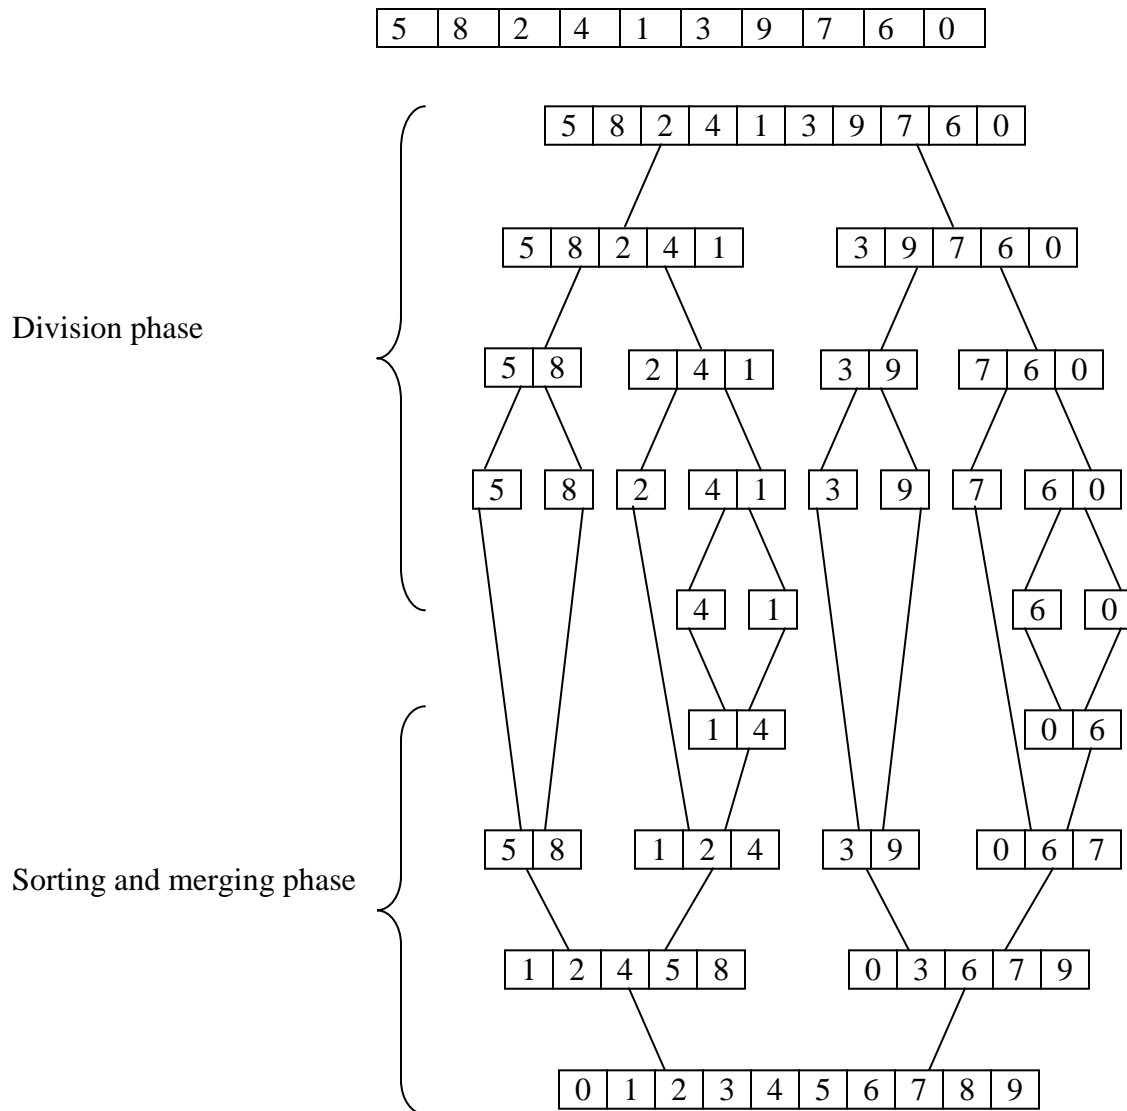 5 8 2 4 1 3 9 7 6 0
5 8 2 4 1 3 9 7 6 0
5 8 2 4 1 3 9 7 6 0
Division phase
5 8 2 4 1 3 9 7 6 0
5 8 2 4 1 3 9 7 6 0
4 1 6 0
1 4 0 6
5 8 1 2 4 3 9 0 6 7
Sorting and merging phase
1 2 4 5 8 0 3 6 7 9
0 1 2 3 4 5 6 7 8 9